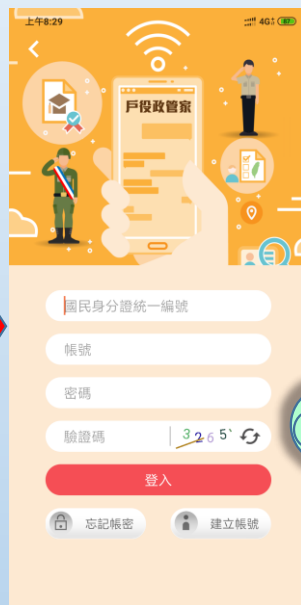 上午8:29 4G 67
戶役政管家
國民身分證統一編號
帳號
密碼
驗證碼 3265
登入
忘記帳密 建立帳號